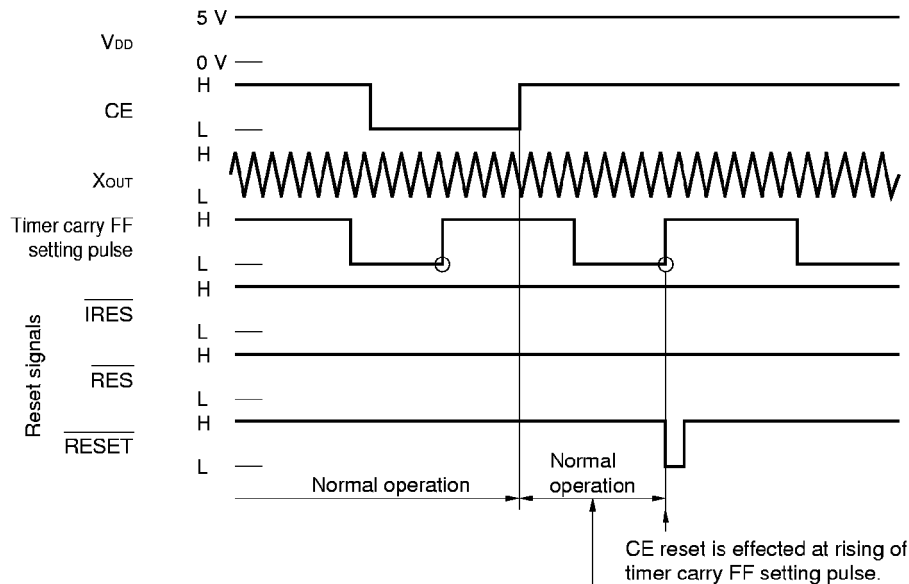 5 V
VDD
0 V
H
CE
L
H
XOUT
L
H
Timer carry FF
setting pulse
L
H
IRES
L
H
RES
L
H
RESET
L
Reset signals
Normal operation
Normal
operation
CE reset is effected at rising of
timer carry FF setting pulse.